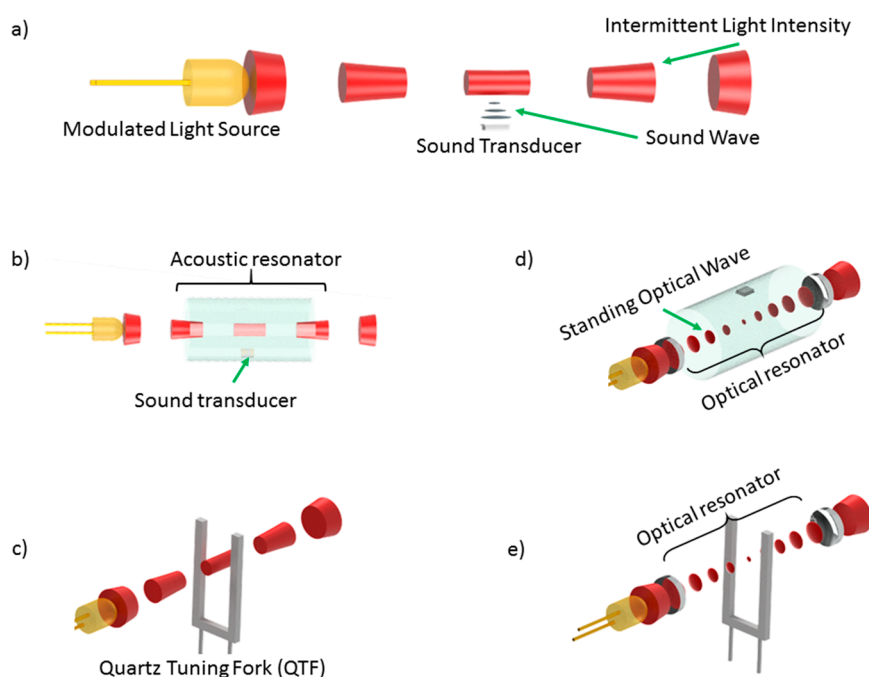 a)
Intermittent Light Intensity
Modulated Light Source
Sound Transducer
Sound Wave
b)
Acoustic resonator
Sound transducer
d)
Standing Optical Wave
Optical resonator
c)
Quartz Tuning Fork (QTF)
e)
Optical resonator